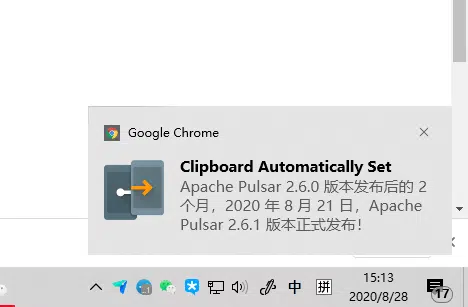 Google Chrome
Clipboard Automatically Set
Apache Pulsar 2.6.0 版本发布后的 2
个月，2020 年 8 月 21 日，Apache
Pulsar 2.6.1 版本正式发布！
中
拼
15:13
2020/8/28
17